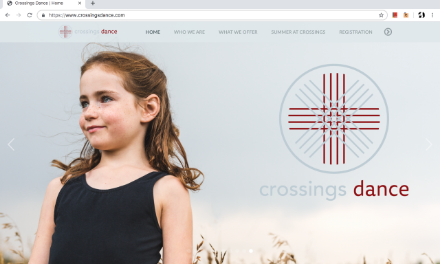 Crossings Dance | Home
https://www.crossingsdance.com
crossings dance
HOME
WHO WE ARE
WHAT WE OFFER
SUMMER AT CROSSINGS
REGISTRATION
crossings dance